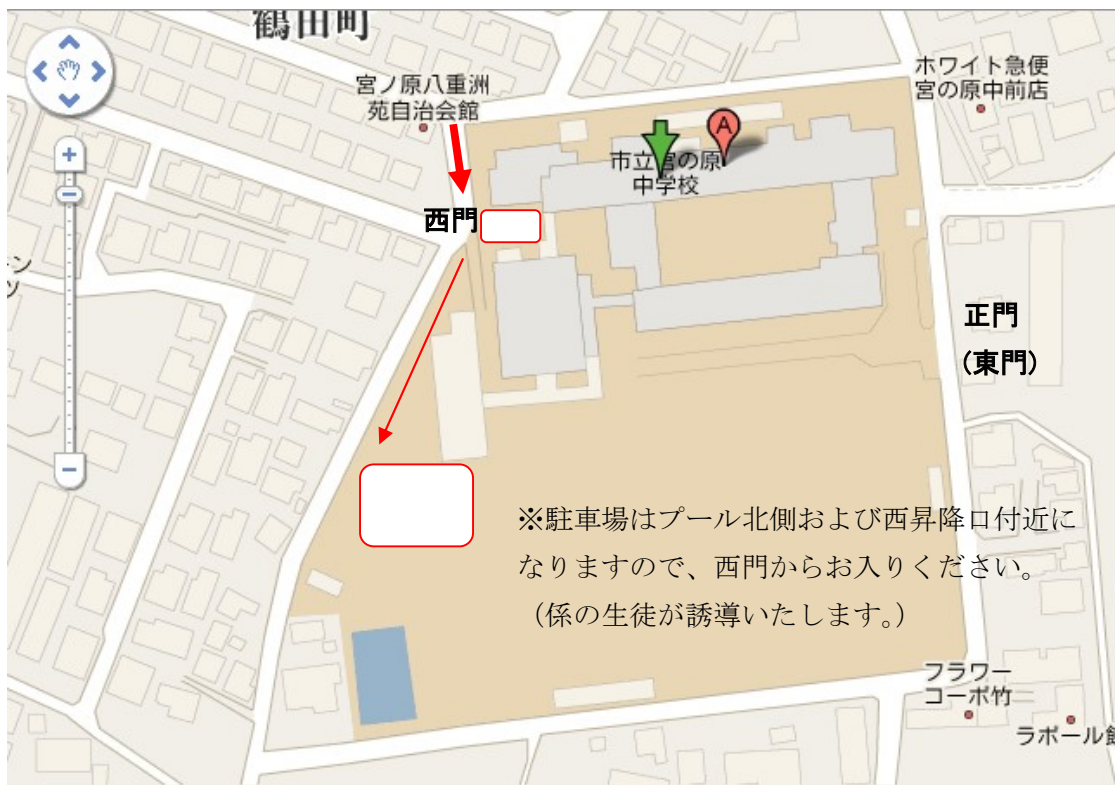 鶴田町
宮ノ原八重洲
苑自治会館
ホワイト急便
宮の原中前店
A
市立宮の原
中学校
西門
正門
(東門)
※駐車場はプール北側および西昇降口付近に
なりますので、西門からお入りください。
（係の生徒が誘導いたします。）
フラワー
コーポ竹
ラポール館